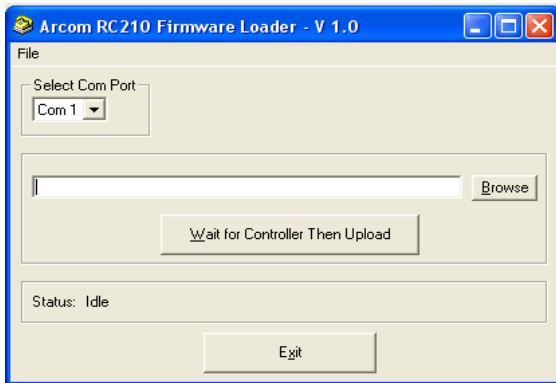 Arcom RC210 Firmware Loader - V 1.0
File
Select Com Port
Com 1
Browse
Wait for Controller Then Upload
Status: Idle
Exit